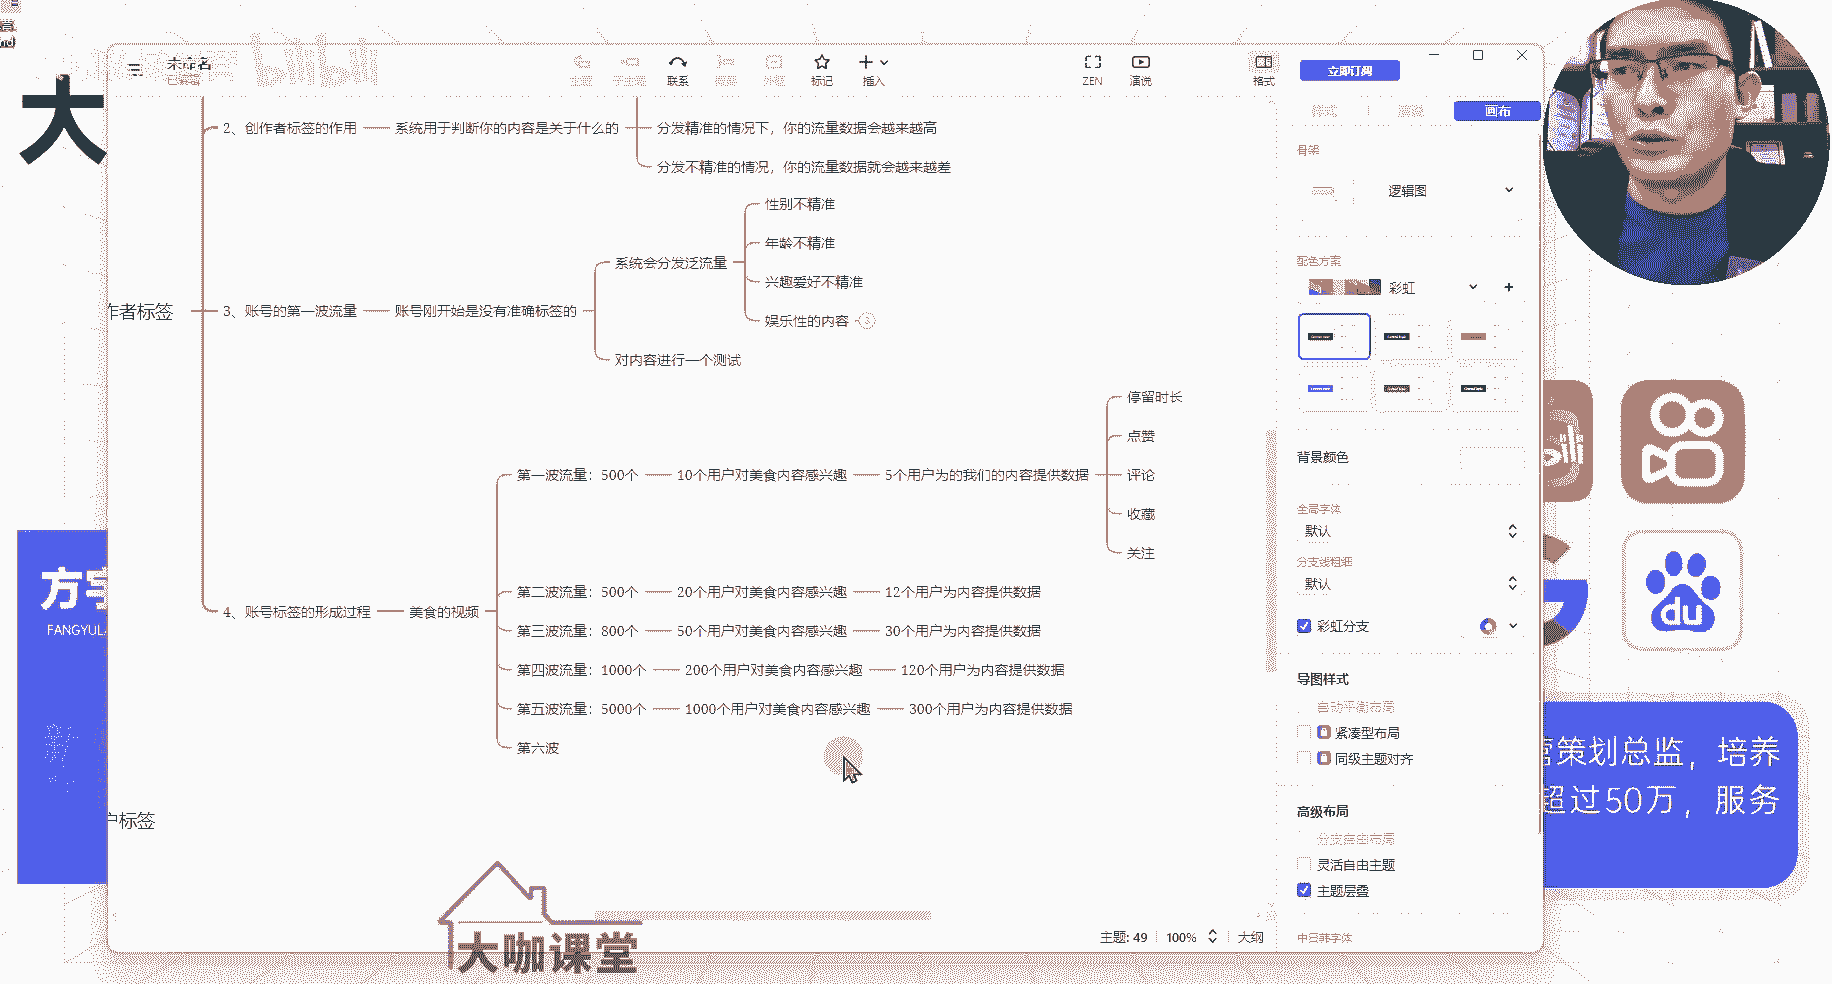 大
bilibili
未命名
已编辑
主题
子主题
联系
概要
外框
标记
插入
ZEN
演说
格式
立即订阅
样式
演说
画布
2、创作者标签的作用
系统用于判断你的内容是关于什么的
分发精准的情况下，你的流量数据会越来越高
分发不精准的情况，你的流量数据就会越来越差
作者标签
3、账号的第一波流量
账号刚开始是没有准确标签的
系统会分发泛流量
性别不精准
年龄不精准
兴趣爱好不精准
娱乐性的内容
3
对内容进行一个测试
4、账号标签的形成过程
美食的视频
第一波流量：500个
10个用户对美食内容感兴趣
5个用户为的我们的内容提供数据
停留时长
点赞
评论
收藏
关注
第二波流量：500个
20个用户对美食内容感兴趣
12个用户为内容提供数据
第三波流量：800个
50个用户对美食内容感兴趣
30个用户为内容提供数据
第四波流量：1000个
200个用户对美食内容感兴趣
120个用户为内容提供数据
第五波流量：5000个
1000个用户对美食内容感兴趣
300个用户为内容提供数据
第六波
户标签
骨架
逻辑图
配色方案
彩虹
背景颜色
全局字体
默认
分支线粗细
默认
彩虹分支
导图样式
自动平衡布局
紧凑型布局
同级主题对齐
高级布局
分支自由布局
灵活自由主题
主题层叠
中日韩字体
主题: 49
100%
大纲
方宇
FANGYUL
du
营策划总监，培养
超过50万，服务
大咖课堂